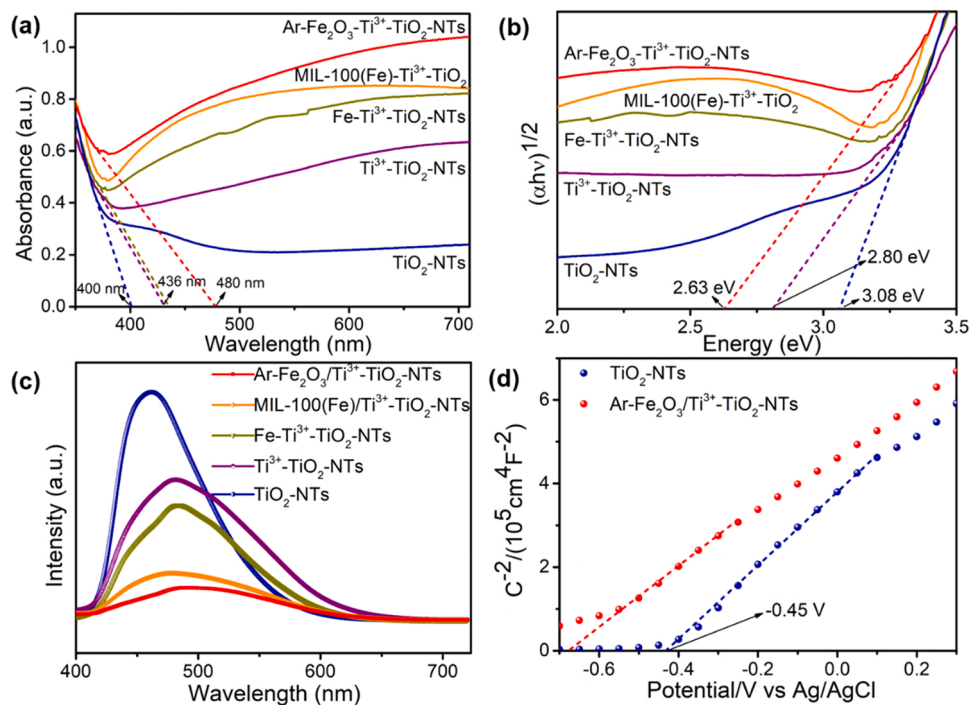 (a)
1.0
0.8
0.6
0.4
0.2
0.0
Absorbance (a.u.)
Ar-Fe₂O₃-Ti³⁺-TiO₂-NTs
MIL-100(Fe)-Ti³⁺-TiO₂
Fe-Ti³⁺-TiO₂-NTs
Ti³⁺-TiO₂-NTs
TiO₂-NTs
400 nm
436 nm
480 nm
400
500
600
700
Wavelength (nm)
(b)
(αhν)1/2
Ar-Fe₂O₃-Ti³⁺-TiO₂-NTs
MIL-100(Fe)-Ti³⁺-TiO₂
Fe-Ti³⁺-TiO₂-NTs
Ti³⁺-TiO₂-NTs
TiO₂-NTs
2.63 eV
2.80 eV
3.08 eV
2.0
2.5
3.0
3.5
Energy (eV)
(c)
Intensity (a.u.)
Ar-Fe₂O₃/Ti³⁺-TiO₂-NTs
MIL-100(Fe)/Ti³⁺-TiO₂-NTs
Fe-Ti³⁺-TiO₂-NTs
Ti³⁺-TiO₂-NTs
TiO₂-NTs
400
500
600
700
Wavelength (nm)
(d)
TiO₂-NTs
Ar-Fe₂O₃/Ti³⁺-TiO₂-NTs
C⁻²/(10⁵cm⁴F⁻²)
6
4
2
0
-0.45 V
-0.6
-0.4
-0.2
0.0
0.2
Potential/V vs Ag/AgCl